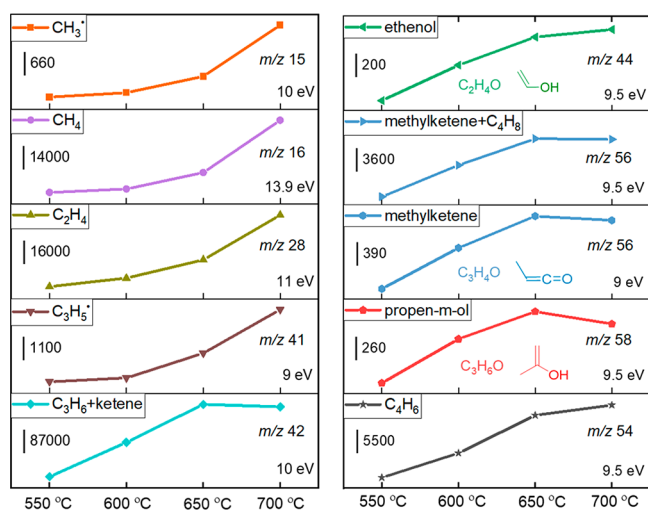 CH₃•
660
m/z 15
10 eV
CH₄
14000
m/z 16
13.9 eV
C₂H₄
16000
m/z 28
11 eV
C₃H₅•
1100
m/z 41
9 eV
C₃H₆+ketene
87000
m/z 42
10 eV
550 °C 600 °C 650 °C 700 °C
ethenol
200
m/z 44
C₂H₄O
OH
9.5 eV
methylketene+C₄H₈
3600
m/z 56
9.5 eV
methylketene
390
m/z 56
C₃H₄O
C=O
9 eV
propen-m-ol
260
m/z 58
C₃H₆O
OH
9.5 eV
C₄H₆
5500
m/z 54
9.5 eV
550 °C 600 °C 650 °C 700 °C